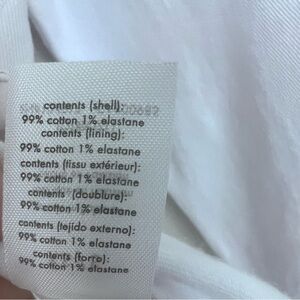 contents (shell):
99% cotton 1% elastane
contents (lining):
99% cotton 1% elastane
contents (tissu extérieur):
99% cotton 1% elastane
contents (doublure):
99% cotton 1% elastane
contents (tejido externo):
99% cotton 1% elastane
contents (forro):
99% cotton 1% elastane